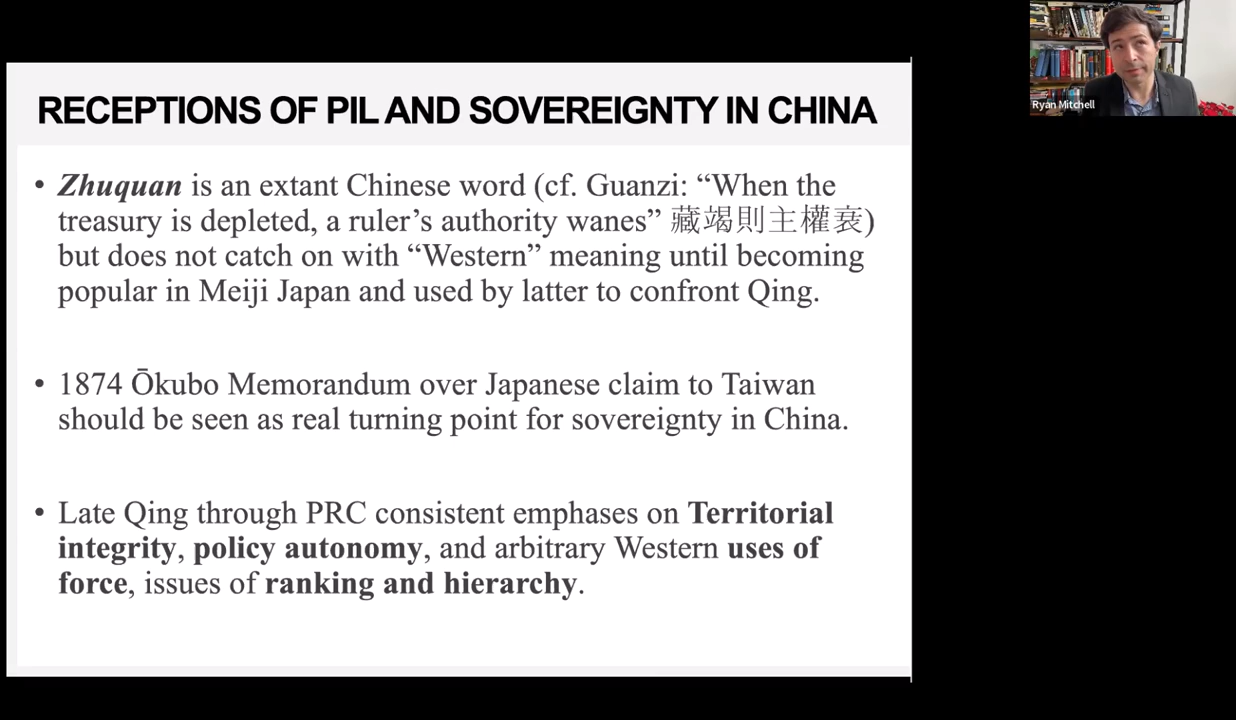 RECEPTIONS OF PIL AND SOVEREIGNTY IN CHINA
• Zhuquan is an extant Chinese word (cf. Guanzi: “When the
treasury is depleted, a ruler’s authority wanes” 藏竭則主權衰)
but does not catch on with “Western” meaning until becoming
popular in Meiji Japan and used by latter to confront Qing.
• 1874 Ōkubo Memorandum over Japanese claim to Taiwan
should be seen as real turning point for sovereignty in China.
• Late Qing through PRC consistent emphases on Territorial
integrity, policy autonomy, and arbitrary Western uses of
force, issues of ranking and hierarchy.
Ryan Mitchell